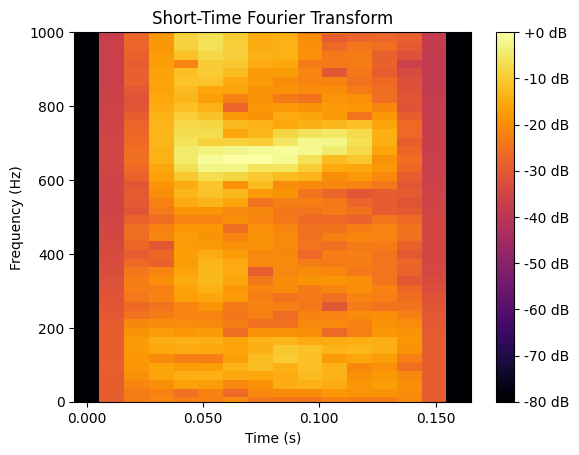 Short-Time Fourier Transform
1000
800
600
400
200
0
Frequency (Hz)
0.000
0.050
0.100
0.150
Time (s)
+0 dB
-10 dB
-20 dB
-30 dB
-40 dB
-50 dB
-60 dB
-70 dB
-80 dB